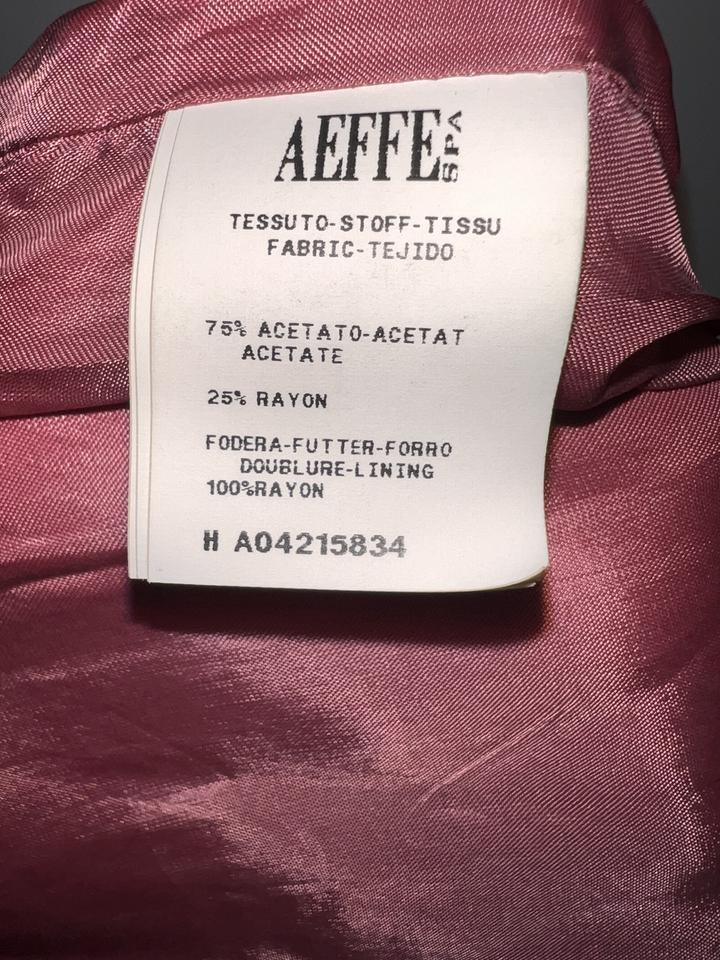 AEFFE SPA
TESSUTO-STOFF-TISSU
FABRIC-TEJIDO
75% ACETATO-ACETAT
ACETATE
25% RAYON
FODERA-FUTTER-FORRO
DOUBLURE-LINING
100%RAYON
H A04215834